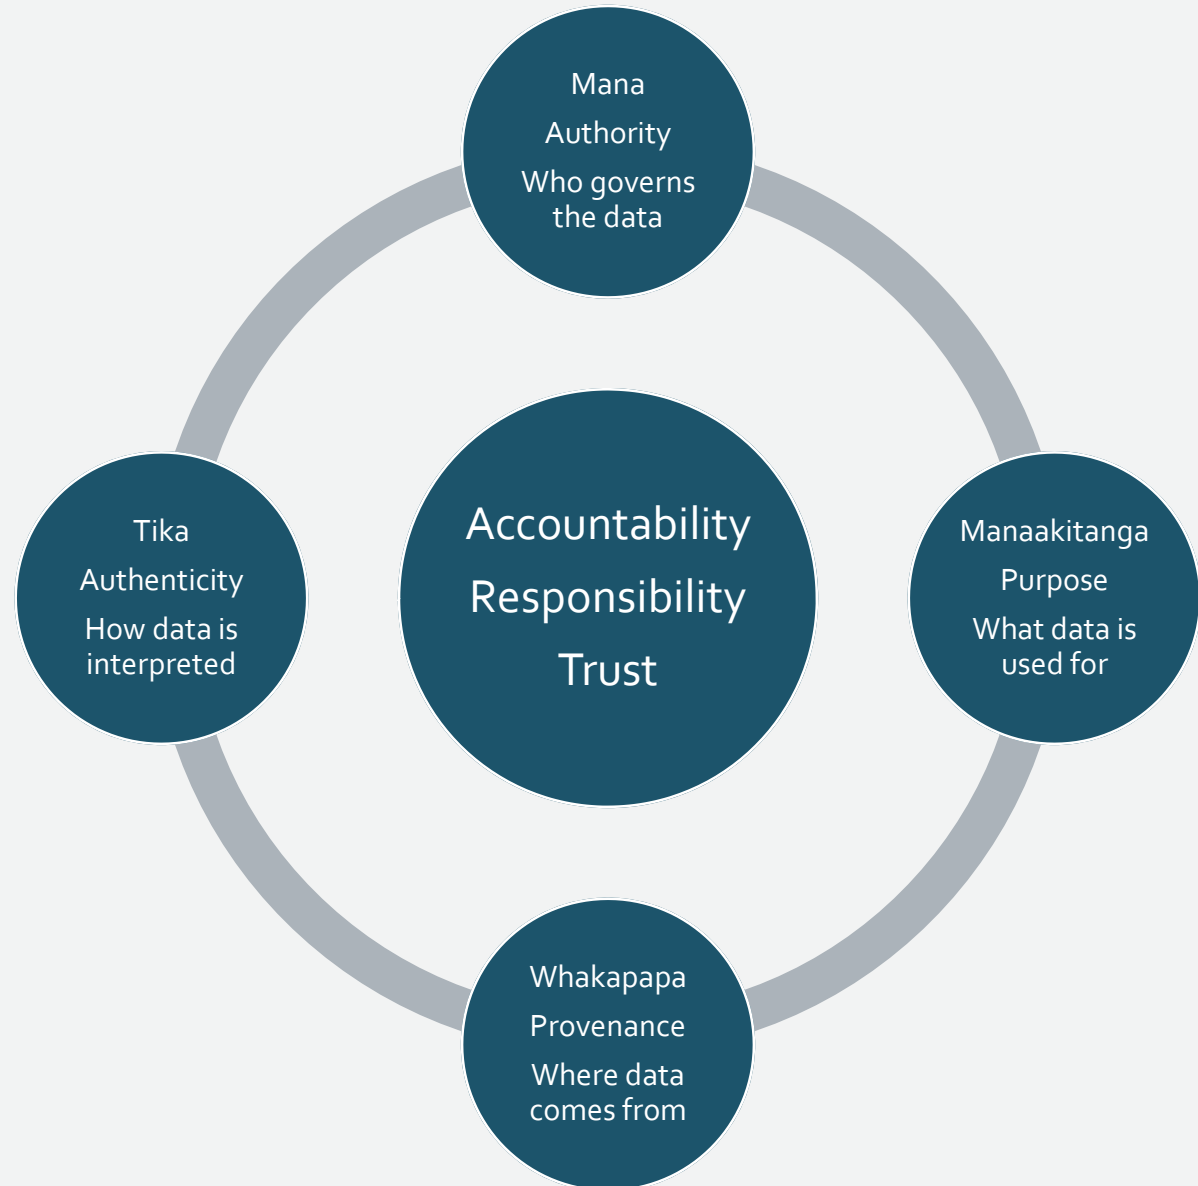 Mana
Authority
Who governs
the data
Tika
Authenticity
How data is
interpreted
Accountability
Responsibility
Trust
Manaakitanga
Purpose
What data is
used for
Whakapapa
Provenance
Where data
comes from